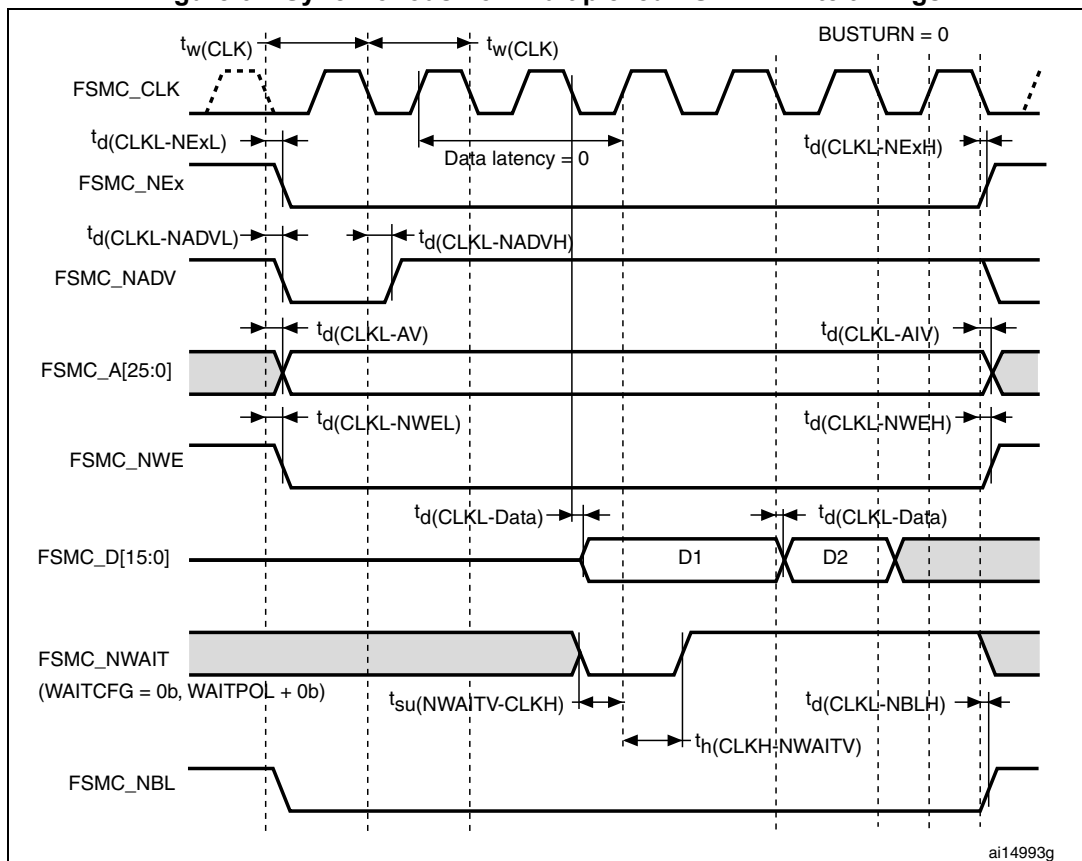 tw(CLK) tw(CLK) BUSTURN = 0
FSMC_CLK
td(CLKL-NExL) Data latency = 0 td(CLKL-NExH)
FSMC_NEx
td(CLKL-NADVL) td(CLKL-NADVH)
FSMC_NADV
td(CLKL-AV) td(CLKL-AIV)
FSMC_A[25:0]
td(CLKL-NWEL) td(CLKL-NWEH)
FSMC_NWE
td(CLKL-Data) td(CLKL-Data)
FSMC_D[15:0] D1 D2
FSMC_NWAIT
(WAITCFG = 0b, WAITPOL + 0b)
tsu(NWAITV-CLKH) td(CLKL-NBLH)
th(CLKH-NWAITV)
FSMC_NBL
ai14993g